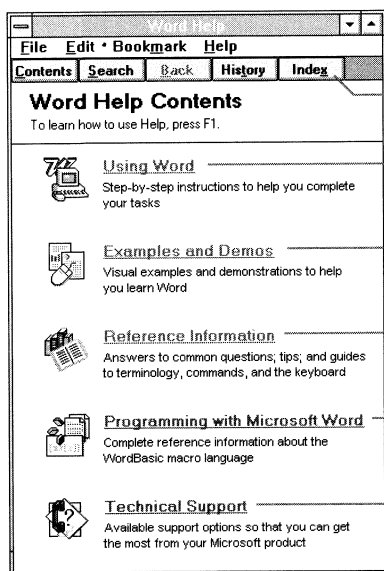 Word Help
File Edit Bookmark Help
Contents Search Back History Index
Word Help Contents
To learn how to use Help, press F1.
Using Word
Step-by-step instructions to help you complete
your tasks
Examples and Demos
Visual examples and demonstrations to help
you learn Word
Reference Information
Answers to common questions; tips; and guides
to terminology, commands, and the keyboard
Programming with Microsoft Word
Complete reference information about the
WordBasic macro language
Technical Support
Available support options so that you can get
the most from your Microsoft product